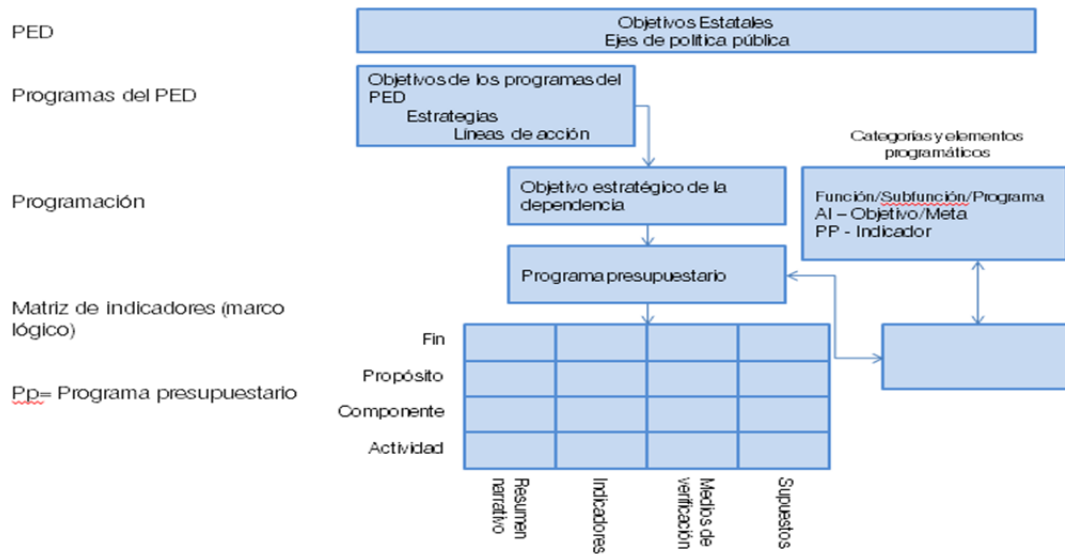 PED
Objetivos Estatales
Ejes de política pública
Programas del PED
Objetivos de los programas del
PED
Estrategias
Líneas de acción
Categorías y elementos
programáticos
Programación
Objetivo estratégico de la
dependencia
Función/Subfunción/Programa
AI – Objetivo/Meta
PP - Indicador
Programa presupuestario
Matriz de indicadores (marco
lógico)
Pp= Programa presupuestario
Fin
Propósito
Componente
Actividad
Resumen
narrativo
Indicadores
Medios de
verificación
Supuestos